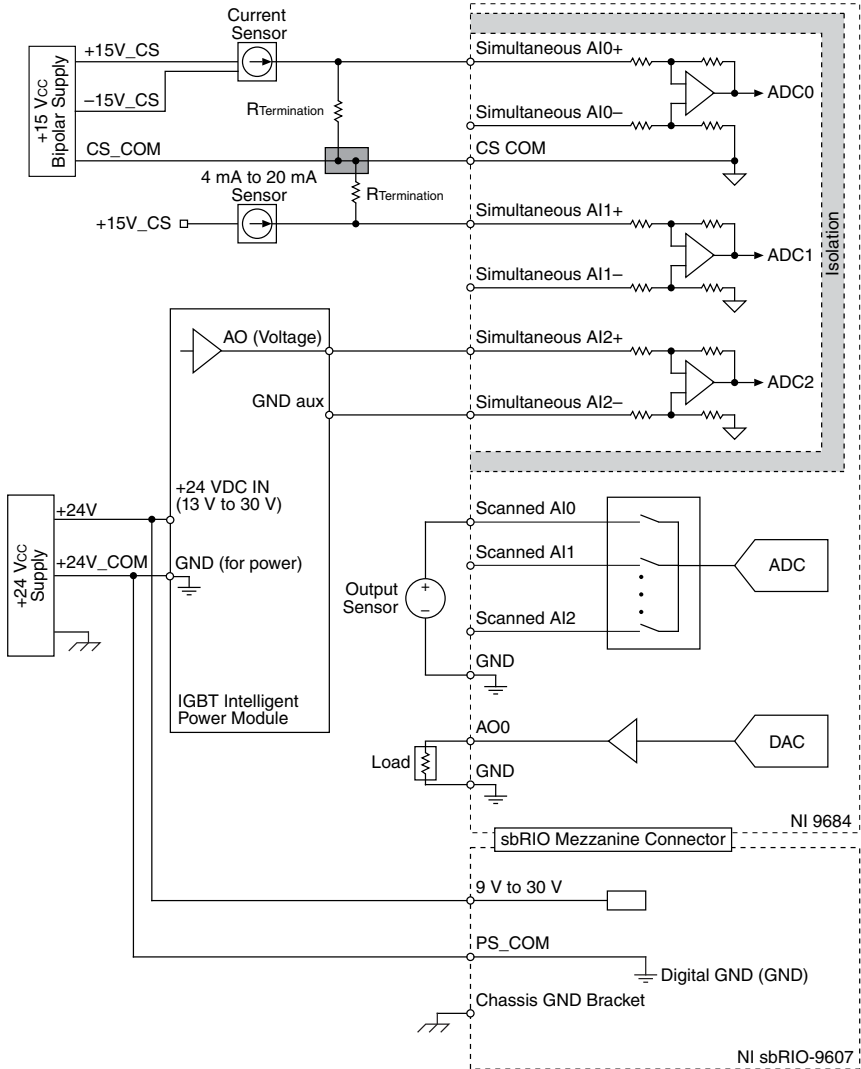 Current
Sensor
+15V_CS
–15V_CS
+15 VCC
Bipolar Supply
CS_COM
RTermination
4 mA to 20 mA
Sensor
RTermination
+15V_CS
Simultaneous AI0+
Simultaneous AI0–
CS COM
ADC0
Simultaneous AI1+
Simultaneous AI1–
ADC1
Isolation
Simultaneous AI2+
Simultaneous AI2–
ADC2
AO (Voltage)
GND aux
+24 VDC IN
(13 V to 30 V)
GND (for power)
IGBT Intelligent
Power Module
+24V
+24V_COM
+24 VCC
Supply
Output
Sensor
+
–
Scanned AI0
Scanned AI1
Scanned AI2
GND
ADC
AO0
GND
Load
DAC
NI 9684
sbRIO Mezzanine Connector
9 V to 30 V
PS_COM
Digital GND (GND)
Chassis GND Bracket
NI sbRIO-9607